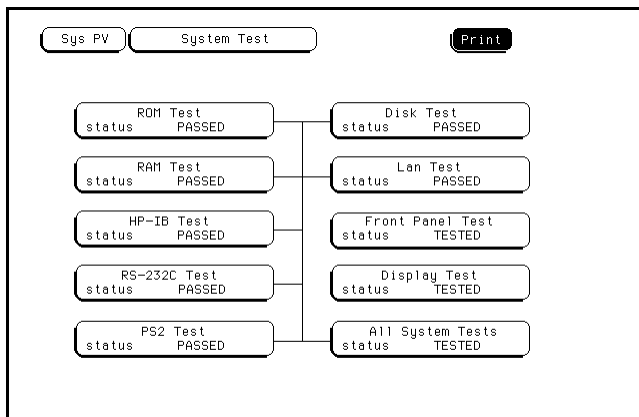 Sys PV System Test Print
ROM Test
status PASSED
Disk Test
status PASSED
RAM Test
status PASSED
Lan Test
status PASSED
HP-IB Test
status PASSED
Front Panel Test
status TESTED
RS-232C Test
status PASSED
Display Test
status TESTED
PS2 Test
status PASSED
All System Tests
status TESTED